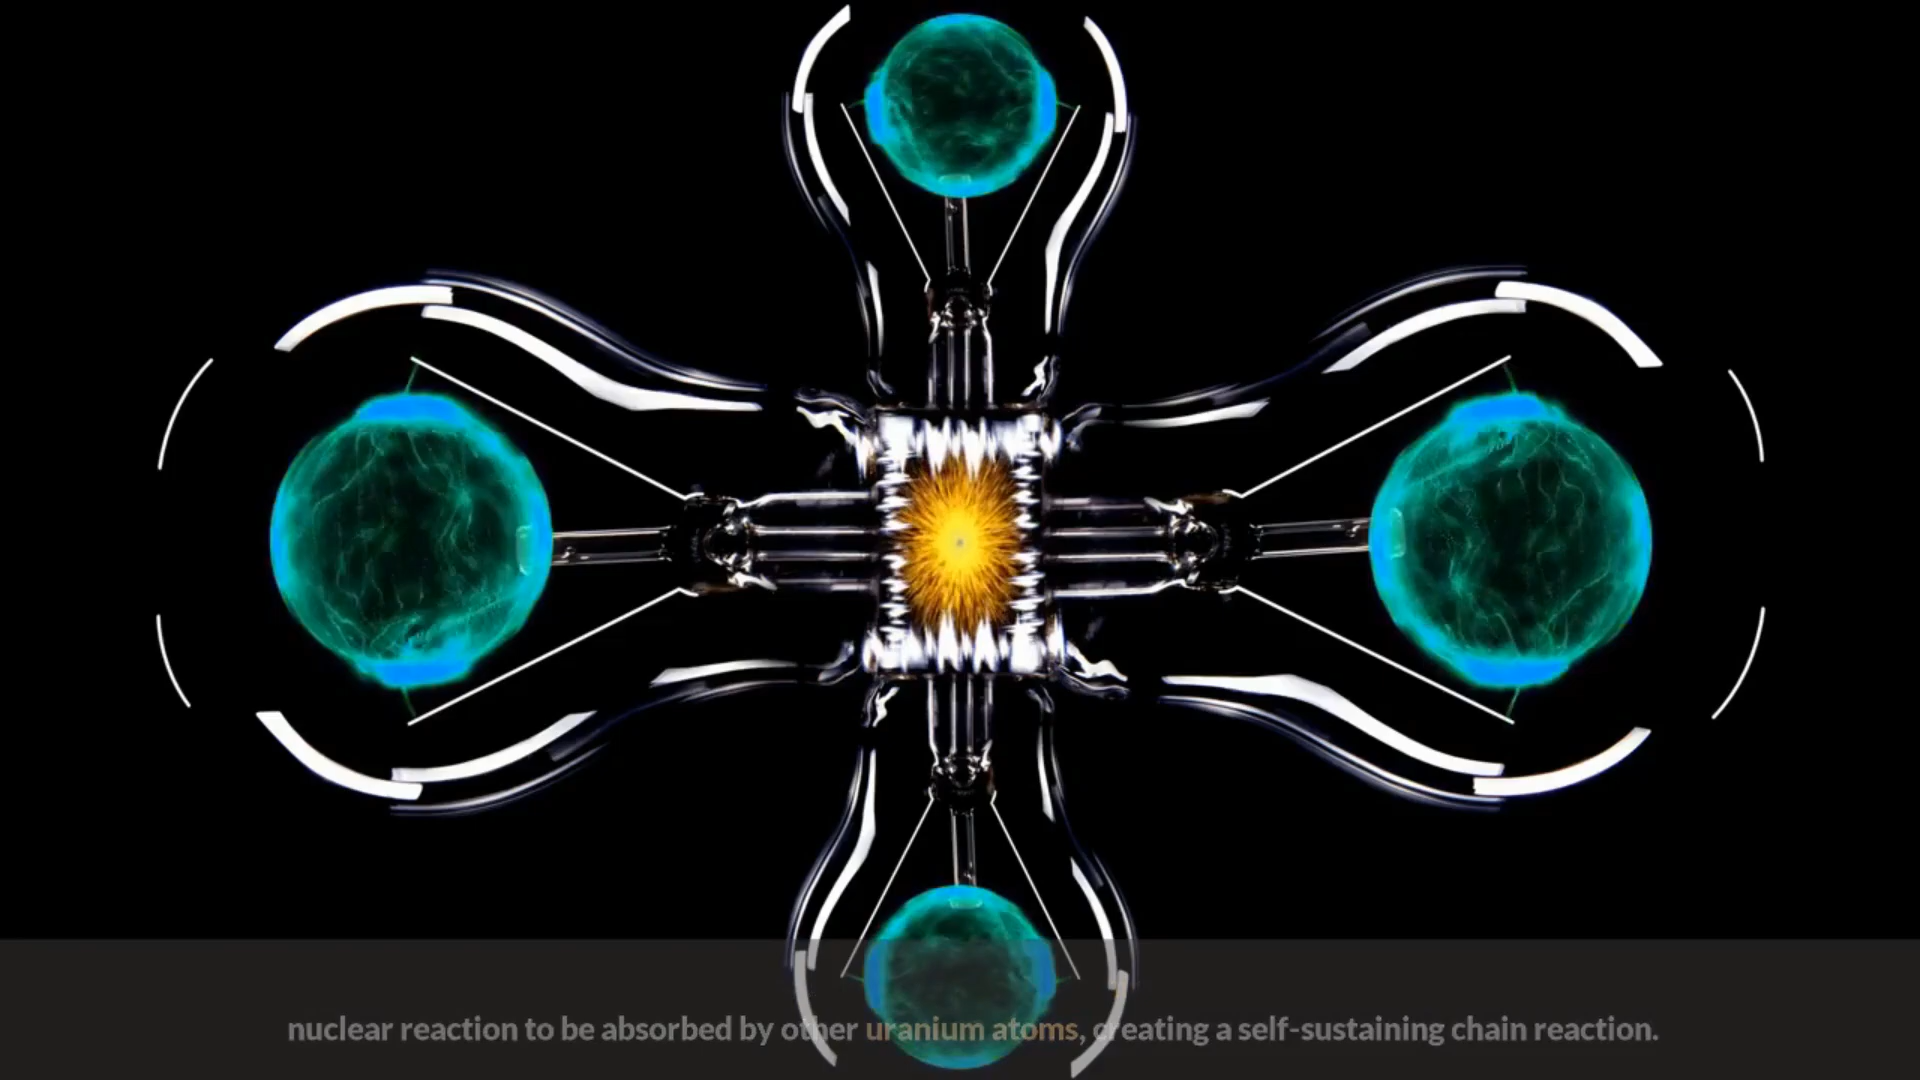 nuclear reaction to be absorbed by other uranium atoms, creating a self-sustaining chain reaction.